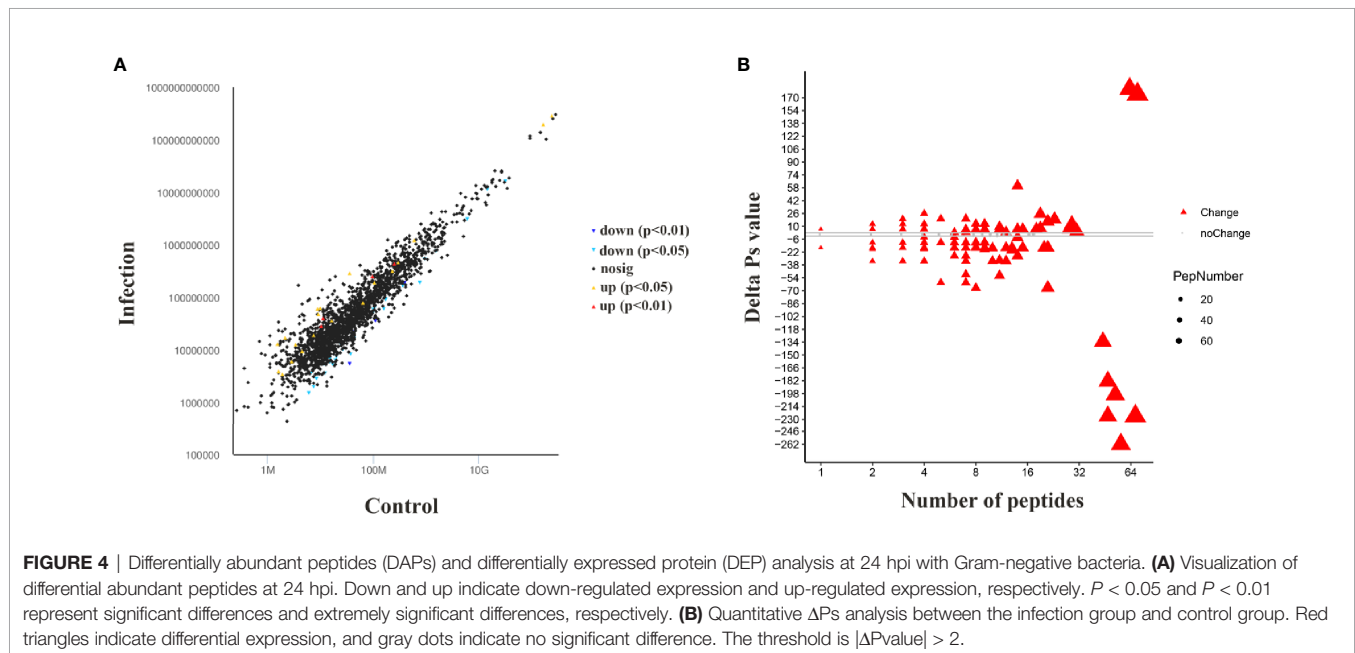 A
1000000000000
100000000000
10000000000
1000000000
100000000
10000000
1000000
100000
1M
100M
10G
Infection
Control
down (p<0.01)
down (p<0.05)
nosig
up (p<0.05)
up (p<0.01)
B
170
154
138
122
106
90
74
58
42
26
10
−6
−22
−38
−54
−70
−86
−102
−118
−134
−150
−166
−182
−198
−214
−230
−246
−262
1
2
4
8
16
32
64
Delta Ps value
Number of peptides
Change
noChange
PepNumber
20
40
60
FIGURE 4 | Differentially abundant peptides (DAPs) and differentially expressed protein (DEP) analysis at 24 hpi with Gram-negative bacteria. (A) Visualization of
differential abundant peptides at 24 hpi. Down and up indicate down-regulated expression and up-regulated expression, respectively. P < 0.05 and P < 0.01
represent significant differences and extremely significant differences, respectively. (B) Quantitative ΔPs analysis between the infection group and control group. Red
triangles indicate differential expression, and gray dots indicate no significant difference. The threshold is |ΔPvalue| > 2.